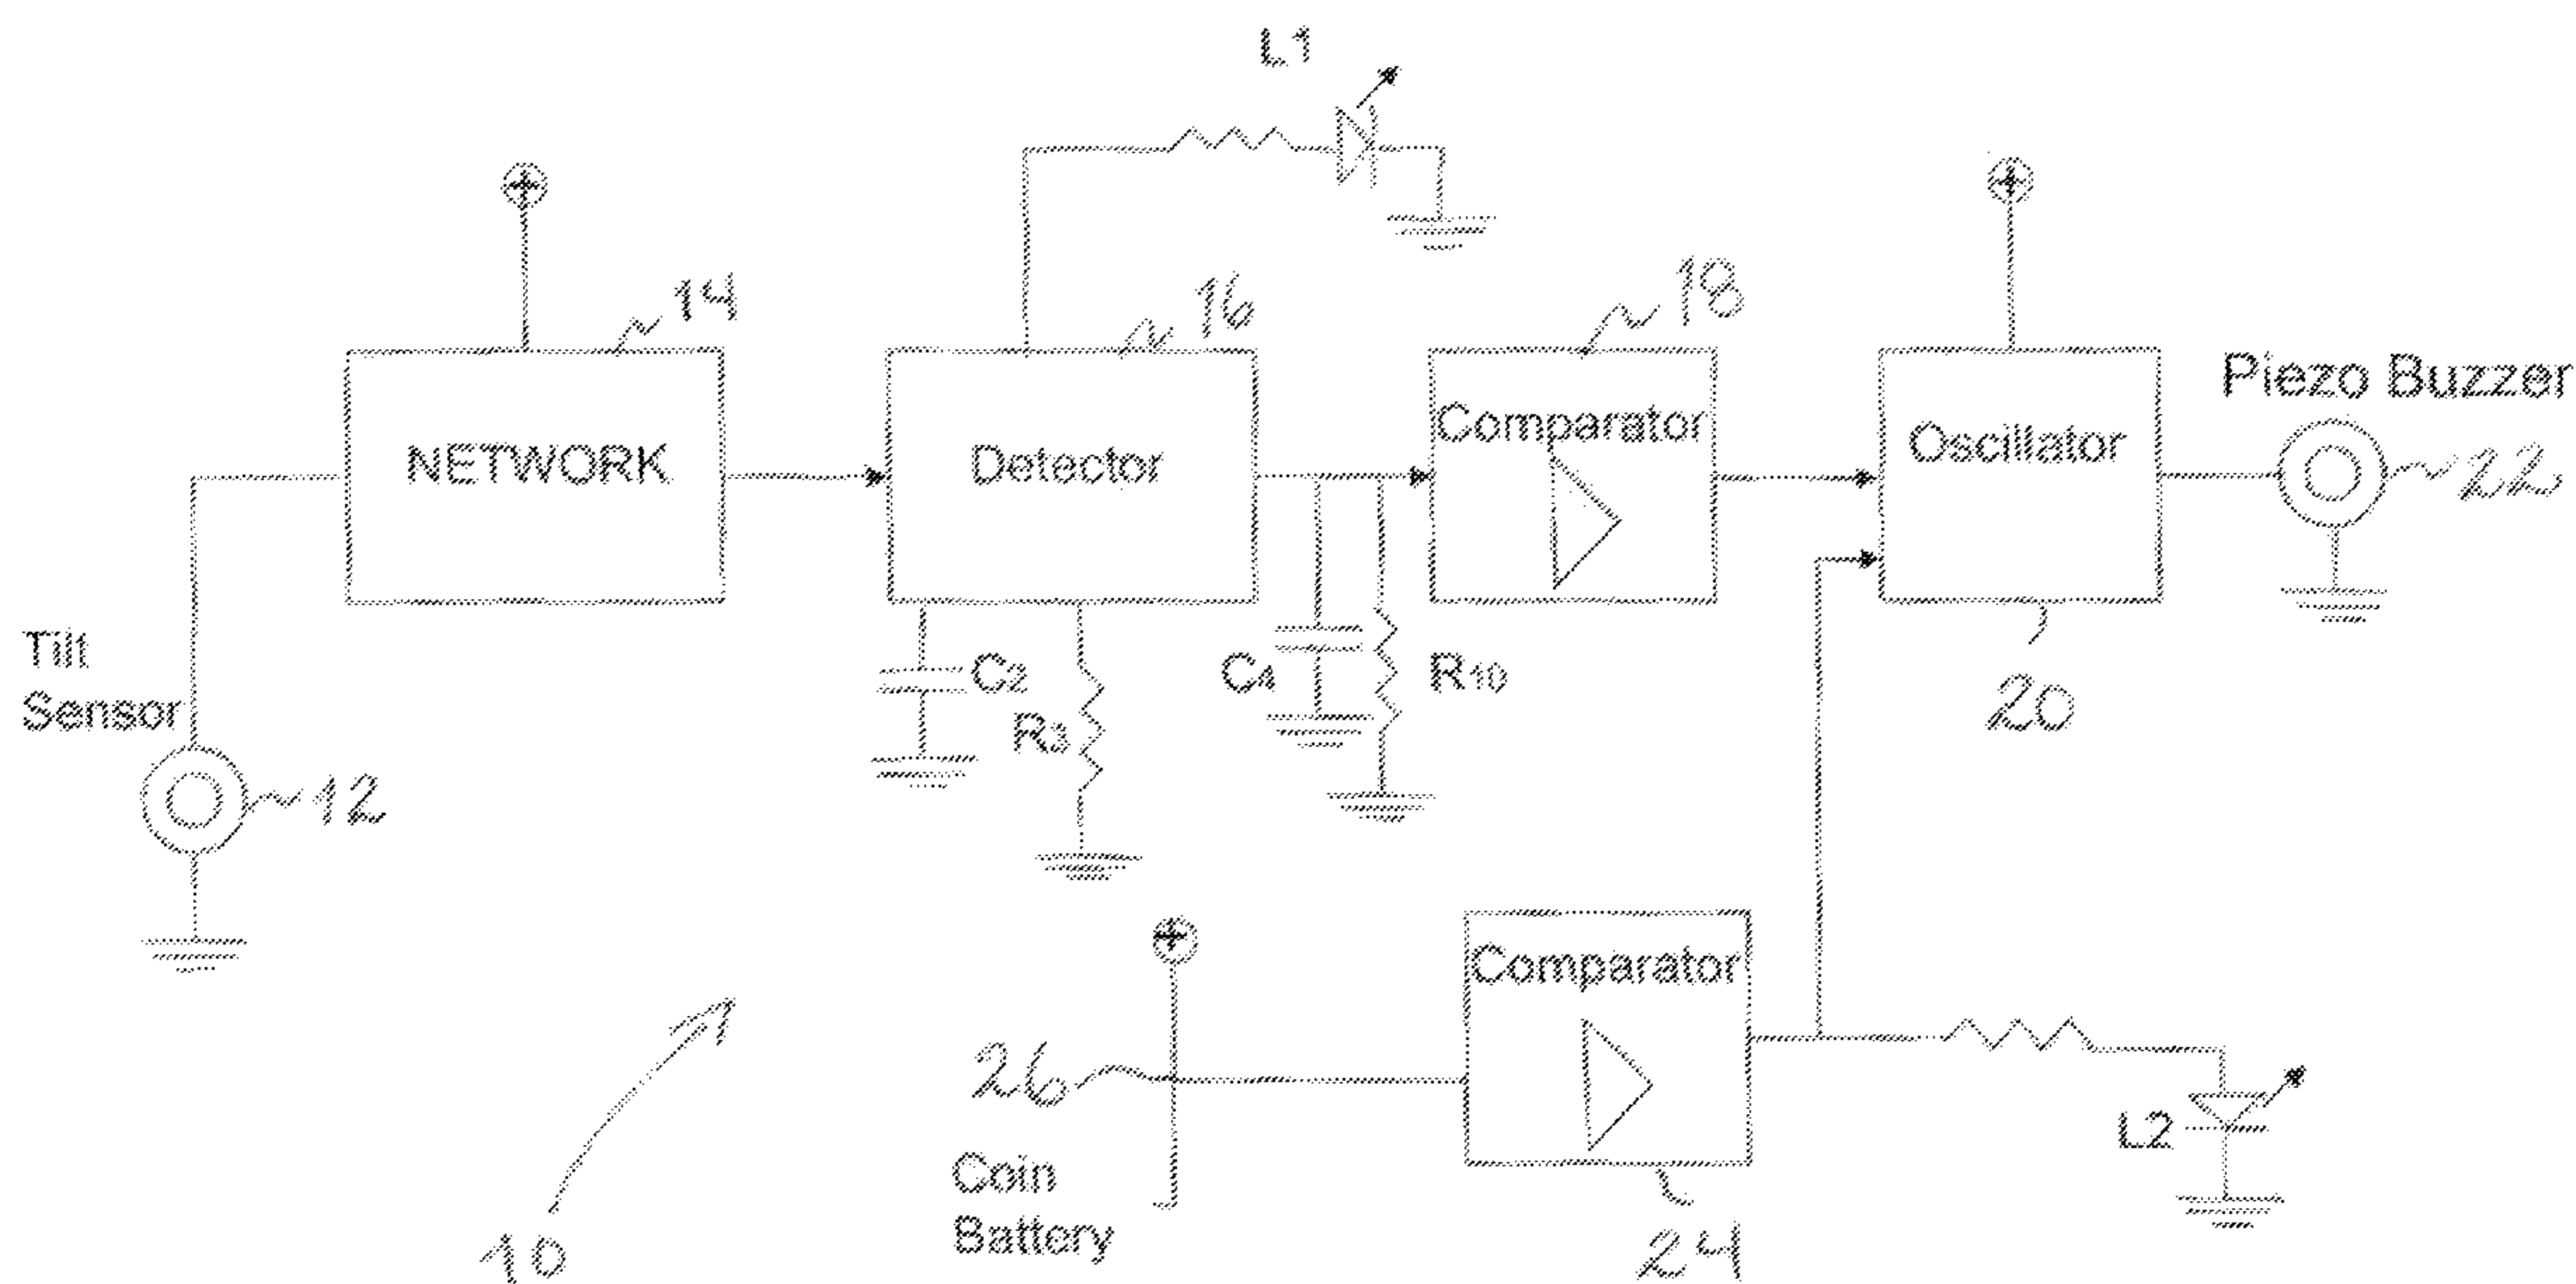 L1
14
16
18
NETWORK
Detector
Comparator
Oscillator
Piezo Buzzer
22
Tilt
Sensor
12
C2
R3
C4
R10
20
Comparator
26
Coin
Battery
L2
24
10